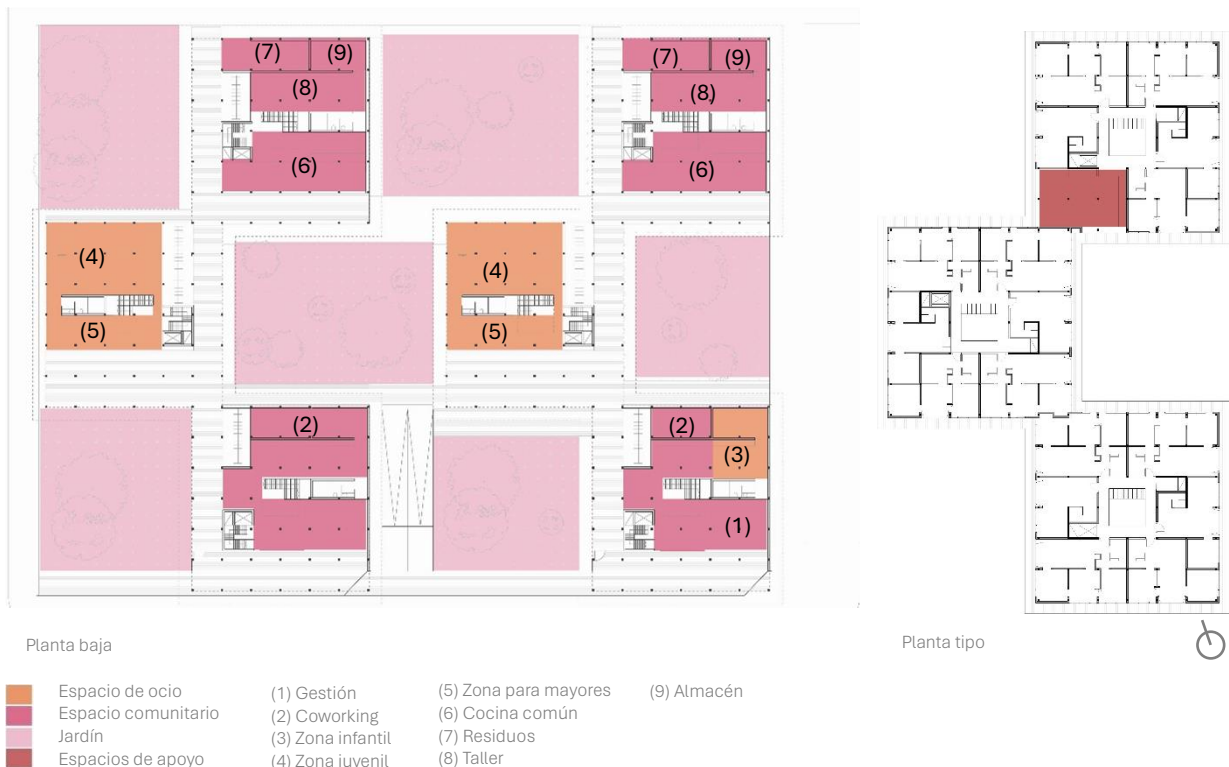 (7) (9) (7) (9)
(8) (8)
(6) (6)
(4) (4)
(5) (5)
(2) (2)
(3)
(1)
Planta baja
Planta tipo
Espacio de ocio
Espacio comunitario
Jardín
Espacios de apoyo
(1) Gestión
(2) Coworking
(3) Zona infantil
(4) Zona juvenil
(5) Zona para mayores
(6) Cocina común
(7) Residuos
(8) Taller
(9) Almacén